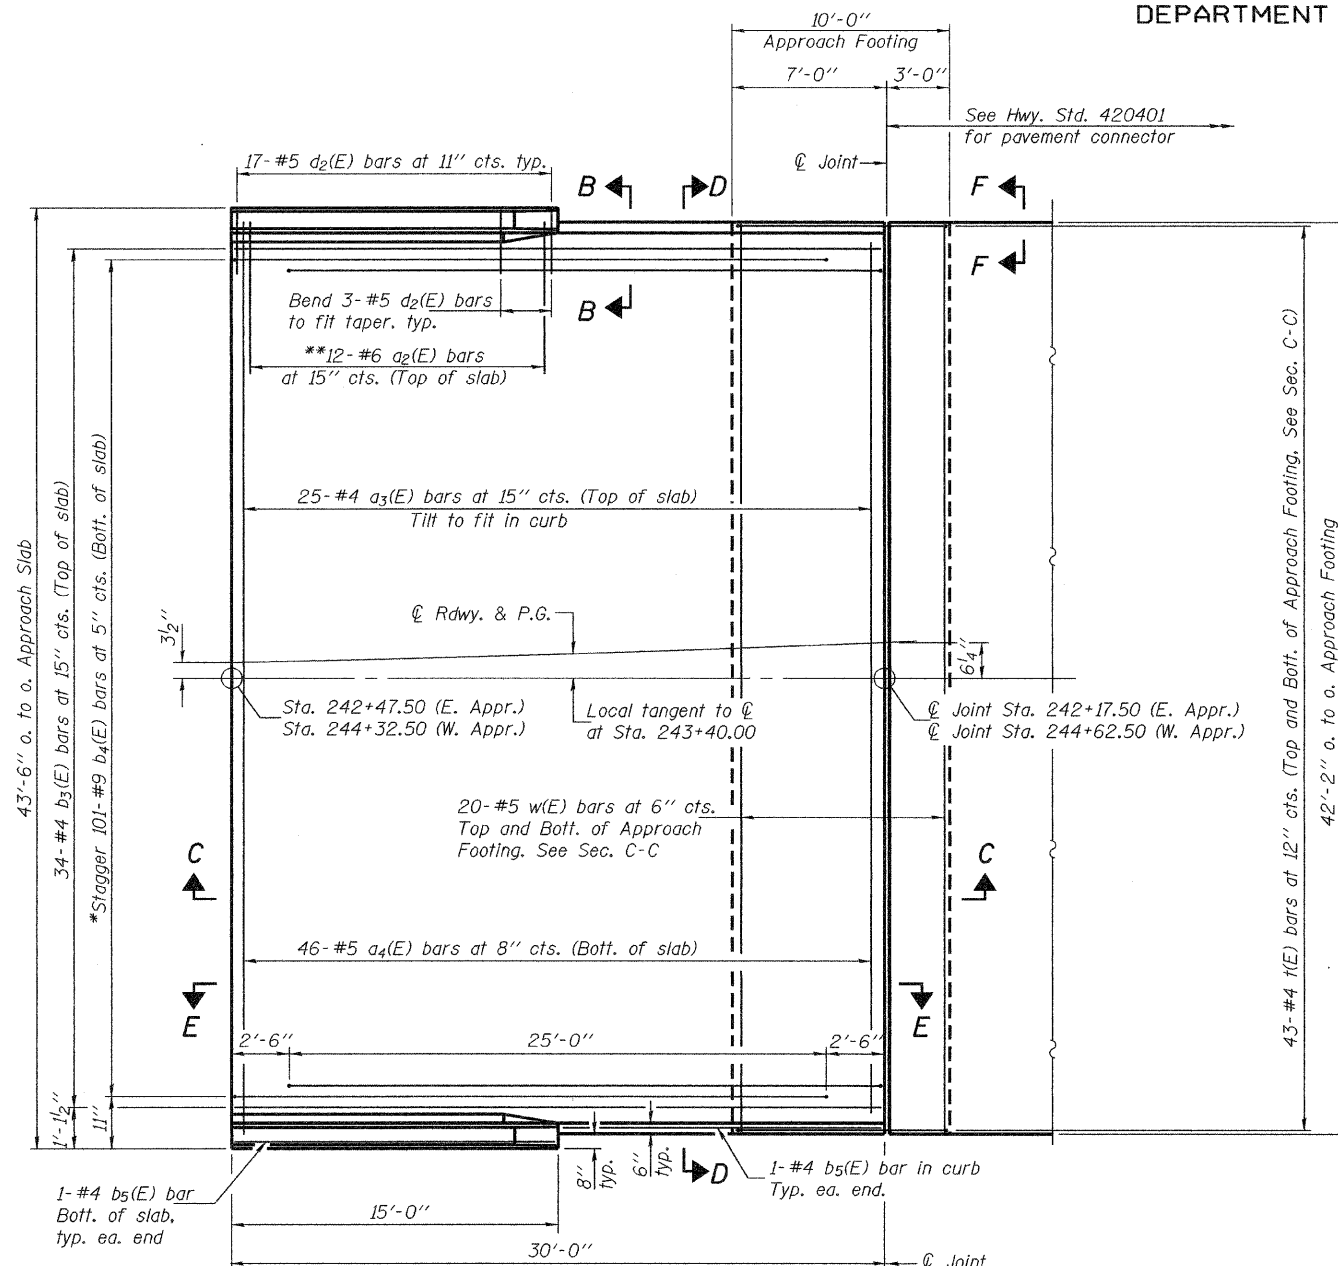 DEPARTMENT
10'-0"
Approach Footing
7'-0"
3'-0"
See Hwy. Std. 420401
for pavement connector
17-#5 d2(E) bars at 11" cts. typ.
℄ Joint
B
D
F
F
B
Bend 3-#5 d2(E) bars
to fit taper. typ.
**12-#6 a2(E) bars
at 15" cts. (Top of slab)
25-#4 a3(E) bars at 15" cts. (Top of slab)
Tilt to fit in curb
43'-6" o. to o. Approach Slab
34-#4 b3(E) bars at 15" cts. (Top of slab)
*Stagger 101-#9 b4(E) bars at 5" cts. (Bott. of slab)
℄ Rdwy. & P.G.
3½"
6¼"
Sta. 242+47.50 (E. Appr.)
Sta. 244+32.50 (W. Appr.)
Local tangent to ℄
at Sta. 243+40.00
℄ Joint Sta. 242+17.50 (E. Appr.)
℄ Joint Sta. 244+62.50 (W. Appr.)
43-#4 t(E) bars at 12" cts. (Top and Bott. of Approach Footing, See Sec. C-C)
42'-2" o. to o. Approach Footing
20-#5 w(E) bars at 6" cts.
Top and Bott. of Approach
Footing. See Sec. C-C
C
C
46-#5 a4(E) bars at 8" cts. (Bott. of slab)
E
E
2'-6"
25'-0"
2'-6"
1'-1½"
11"
8"
typ.
6"
typ.
D
1-#4 b5(E) bar in curb
Typ. ea. end.
1-#4 b5(E) bar
Bott. of slab,
typ. ea. end
15'-0"
30'-0"
℄ Joint